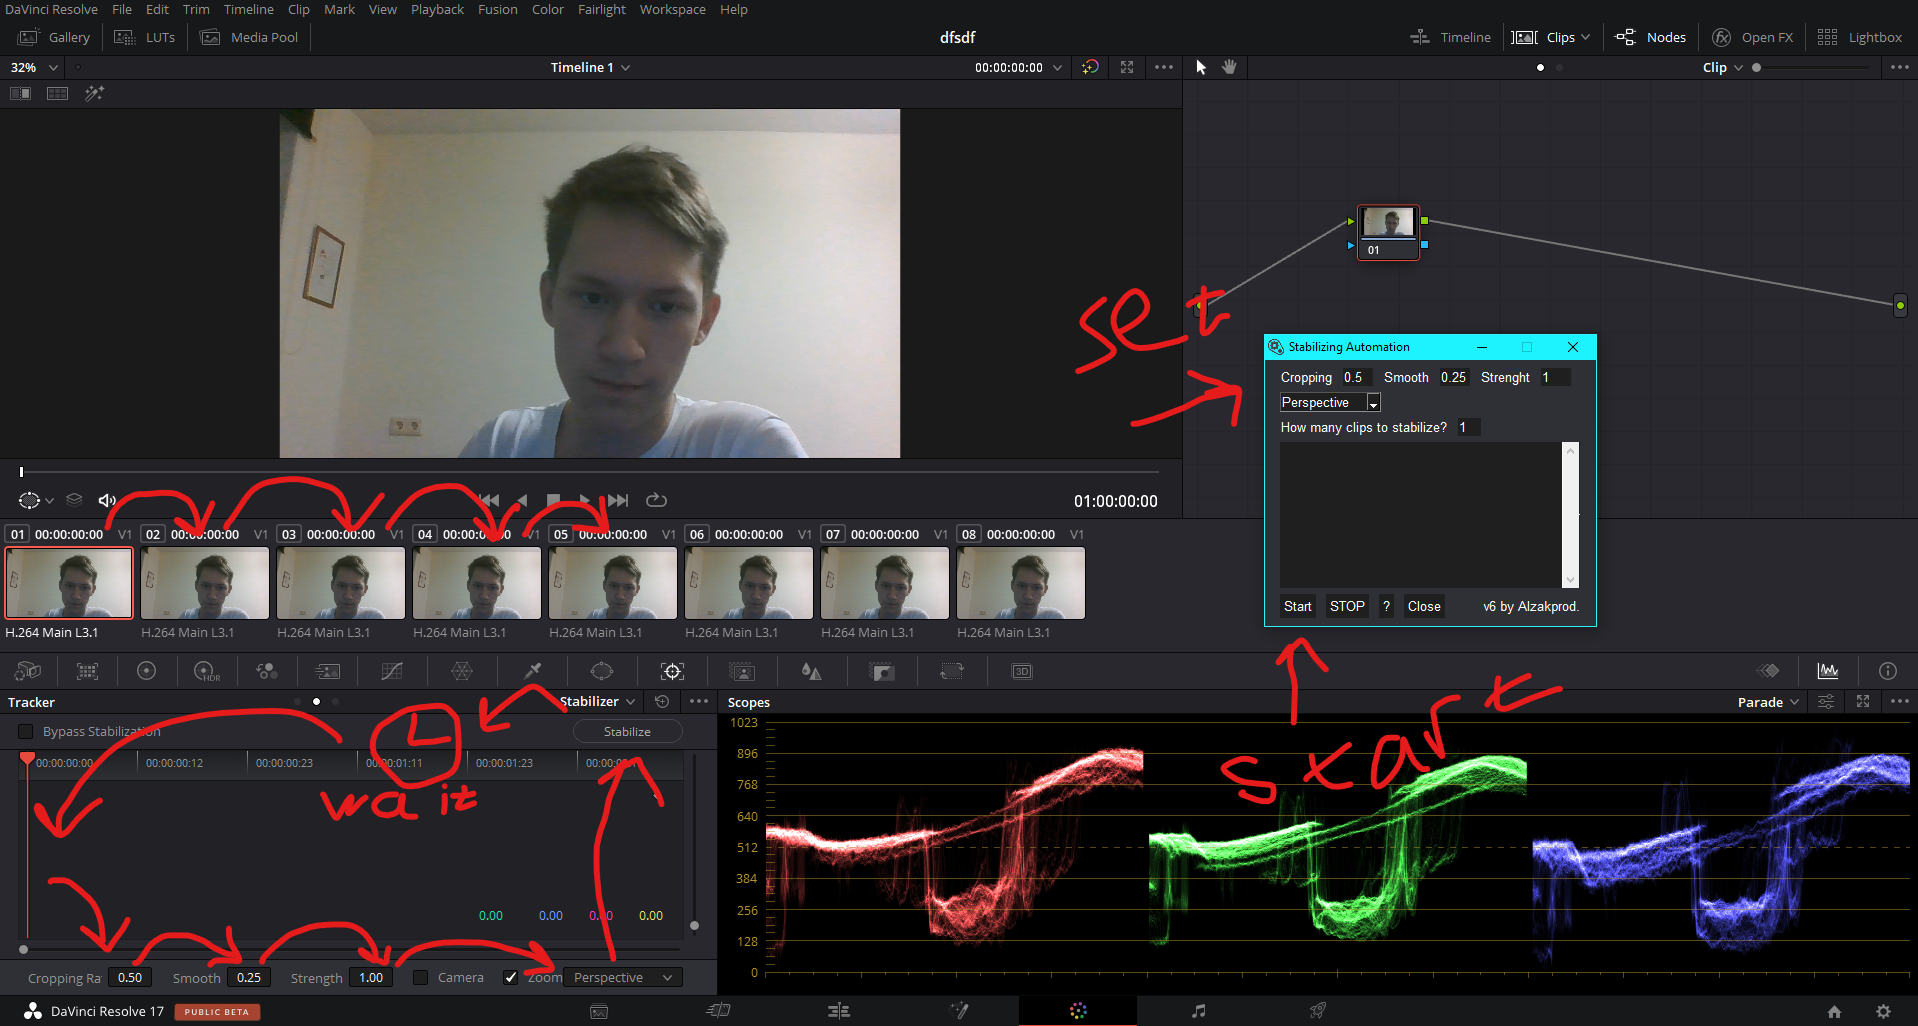 DaVinci Resolve File Edit Trim Timeline Clip Mark View Playback Fusion Color Fairlight Workspace Help
Gallery LUTs Media Pool dfsdf Timeline Clips Nodes Open FX Lightbox
32% Timeline 1 00:00:00:00 Clip
01
set
Stabilizing Automation
Cropping 0.5 Smooth 0.25 Strenght 1
Perspective
How many clips to stabilize? 1
Start STOP ? Close v6 by Alzakprod.
01:00:00:00
01 00:00:00:00 V1 02 00:00:00:00 V1 03 00:00:00:00 V1 04 00:00:00:00 V1 05 00:00:00:00 V1 06 00:00:00:00 V1 07 00:00:00:00 V1 08 00:00:00:00 V1
H.264 Main L3.1 H.264 Main L3.1 H.264 Main L3.1 H.264 Main L3.1 H.264 Main L3.1 H.264 Main L3.1 H.264 Main L3.1 H.264 Main L3.1
HDR 3D
Tracker Stabilizer
Bypass Stabilization Stabilize
00:00:00:00 00:00:00:12 00:00:00:23 00:00:01:11 00:00:01:23
wait
0.00 0.00 0.00 0.00
Cropping Ra 0.50 Smooth 0.25 Strength 1.00 Camera Zoom Perspective
Scopes Parade
start
1023
896
768
640
512
384
256
128
0
DaVinci Resolve 17 PUBLIC BETA